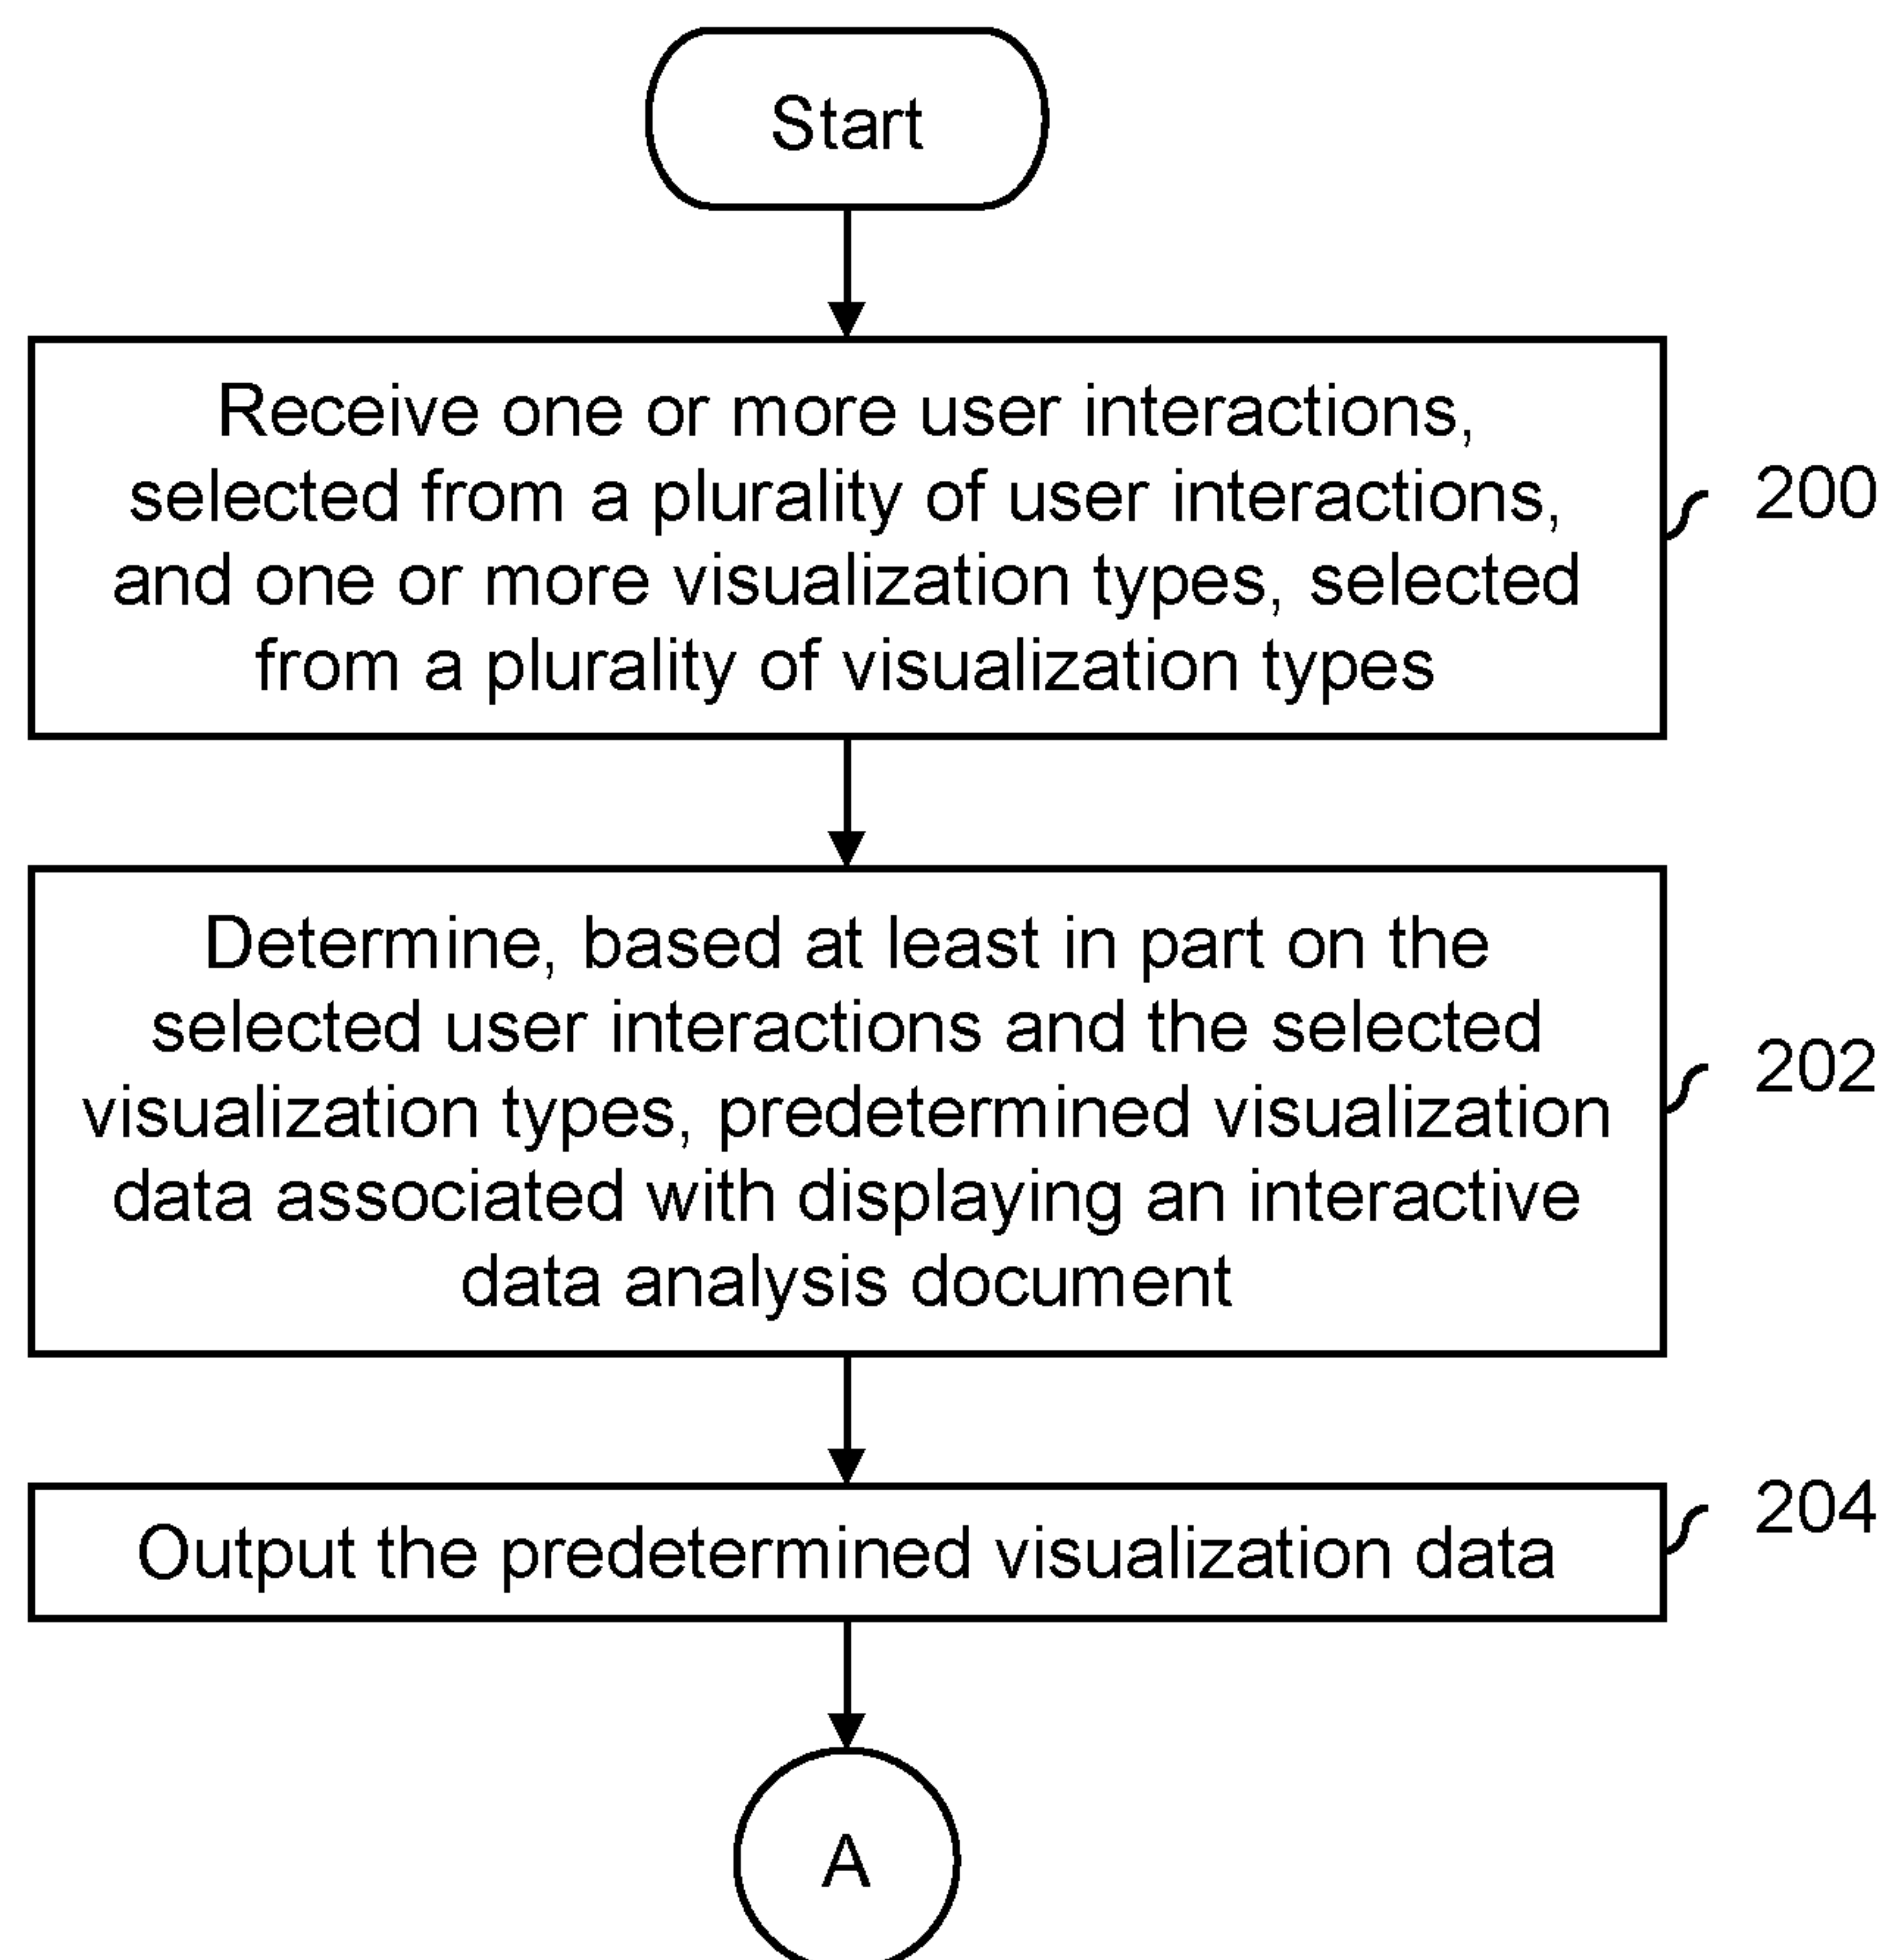 Start
Receive one or more user interactions,
selected from a plurality of user interactions,
and one or more visualization types, selected
from a plurality of visualization types
200
Determine, based at least in part on the
selected user interactions and the selected
visualization types, predetermined visualization
data associated with displaying an interactive
data analysis document
202
Output the predetermined visualization data
204
A